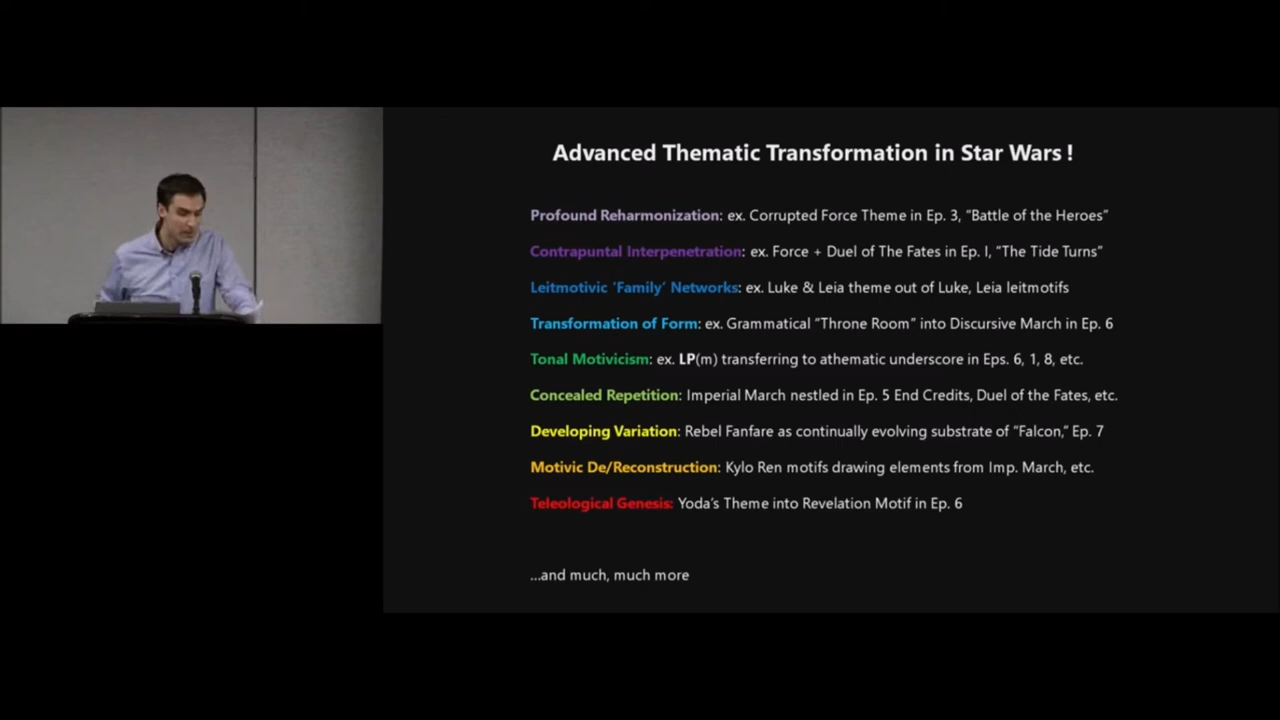 Advanced Thematic Transformation in Star Wars !
Profound Reharmonization: ex. Corrupted Force Theme in Ep. 3, “Battle of the Heroes”
Contrapuntal Interpenetration: ex. Force + Duel of The Fates in Ep. I, “The Tide Turns”
Leitmotivic ‘Family’ Networks: ex. Luke & Leia theme out of Luke, Leia leitmotifs
Transformation of Form: ex. Grammatical “Throne Room” into Discursive March in Ep. 6
Tonal Motivicism: ex. LP(m) transferring to athematic underscore in Eps. 6, 1, 8, etc.
Concealed Repetition: Imperial March nestled in Ep. 5 End Credits, Duel of the Fates, etc.
Developing Variation: Rebel Fanfare as continually evolving substrate of “Falcon,” Ep. 7
Motivic De/Reconstruction: Kylo Ren motifs drawing elements from Imp. March, etc.
Teleological Genesis: Yoda’s Theme into Revelation Motif in Ep. 6
...and much, much more